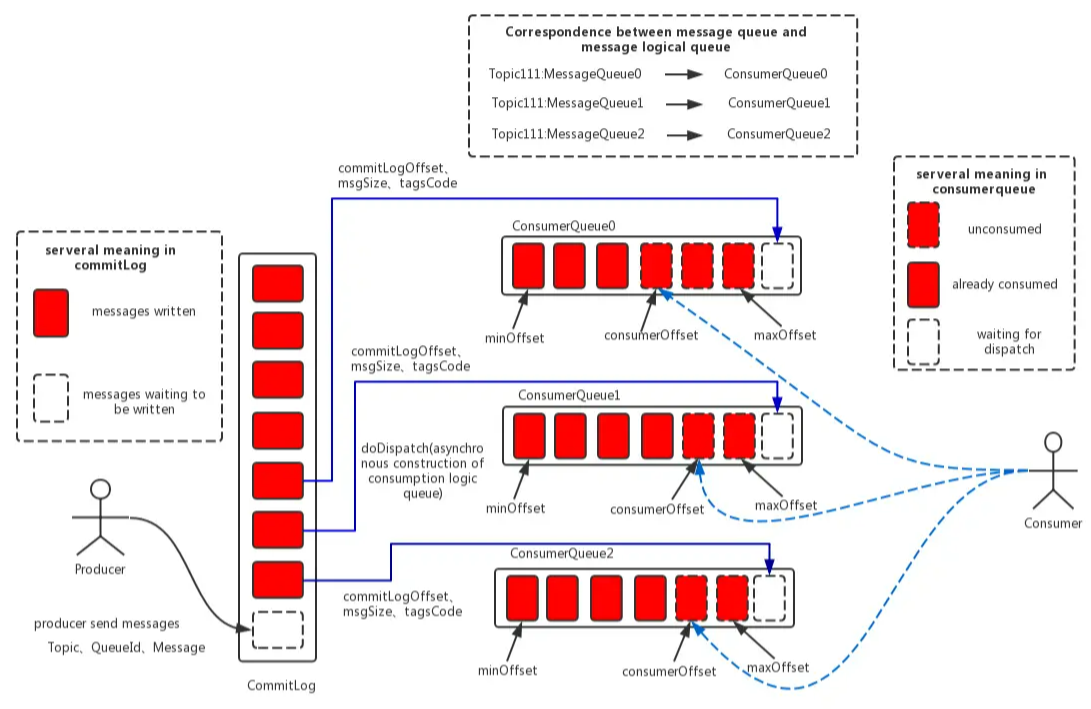 Correspondence between message queue and
message logical queue
Topic111:MessageQueue0
ConsumerQueue0
Topic111:MessageQueue1
ConsumerQueue1
Topic111:MessageQueue2
ConsumerQueue2
serveral meaning in
consumerqueue
unconsumed
already consumed
waiting for
dispatch
serveral meaning in
commitLog
messages written
messages waiting to
be written
commitLogOffset、
msgSize、tagsCode
ConsumerQueue0
minOffset
consumerOffset
maxOffset
commitLogOffset、
msgSize、tagsCode
ConsumerQueue1
doDispatch(asynchro
nous construction of
consumption logic
queue)
minOffset
consumerOffset
maxOffset
ConsumerQueue2
commitLogOffset、
msgSize、tagsCode
minOffset
consumerOffset
maxOffset
Consumer
Producer
producer send messages
Topic、QueueId、Message
CommitLog